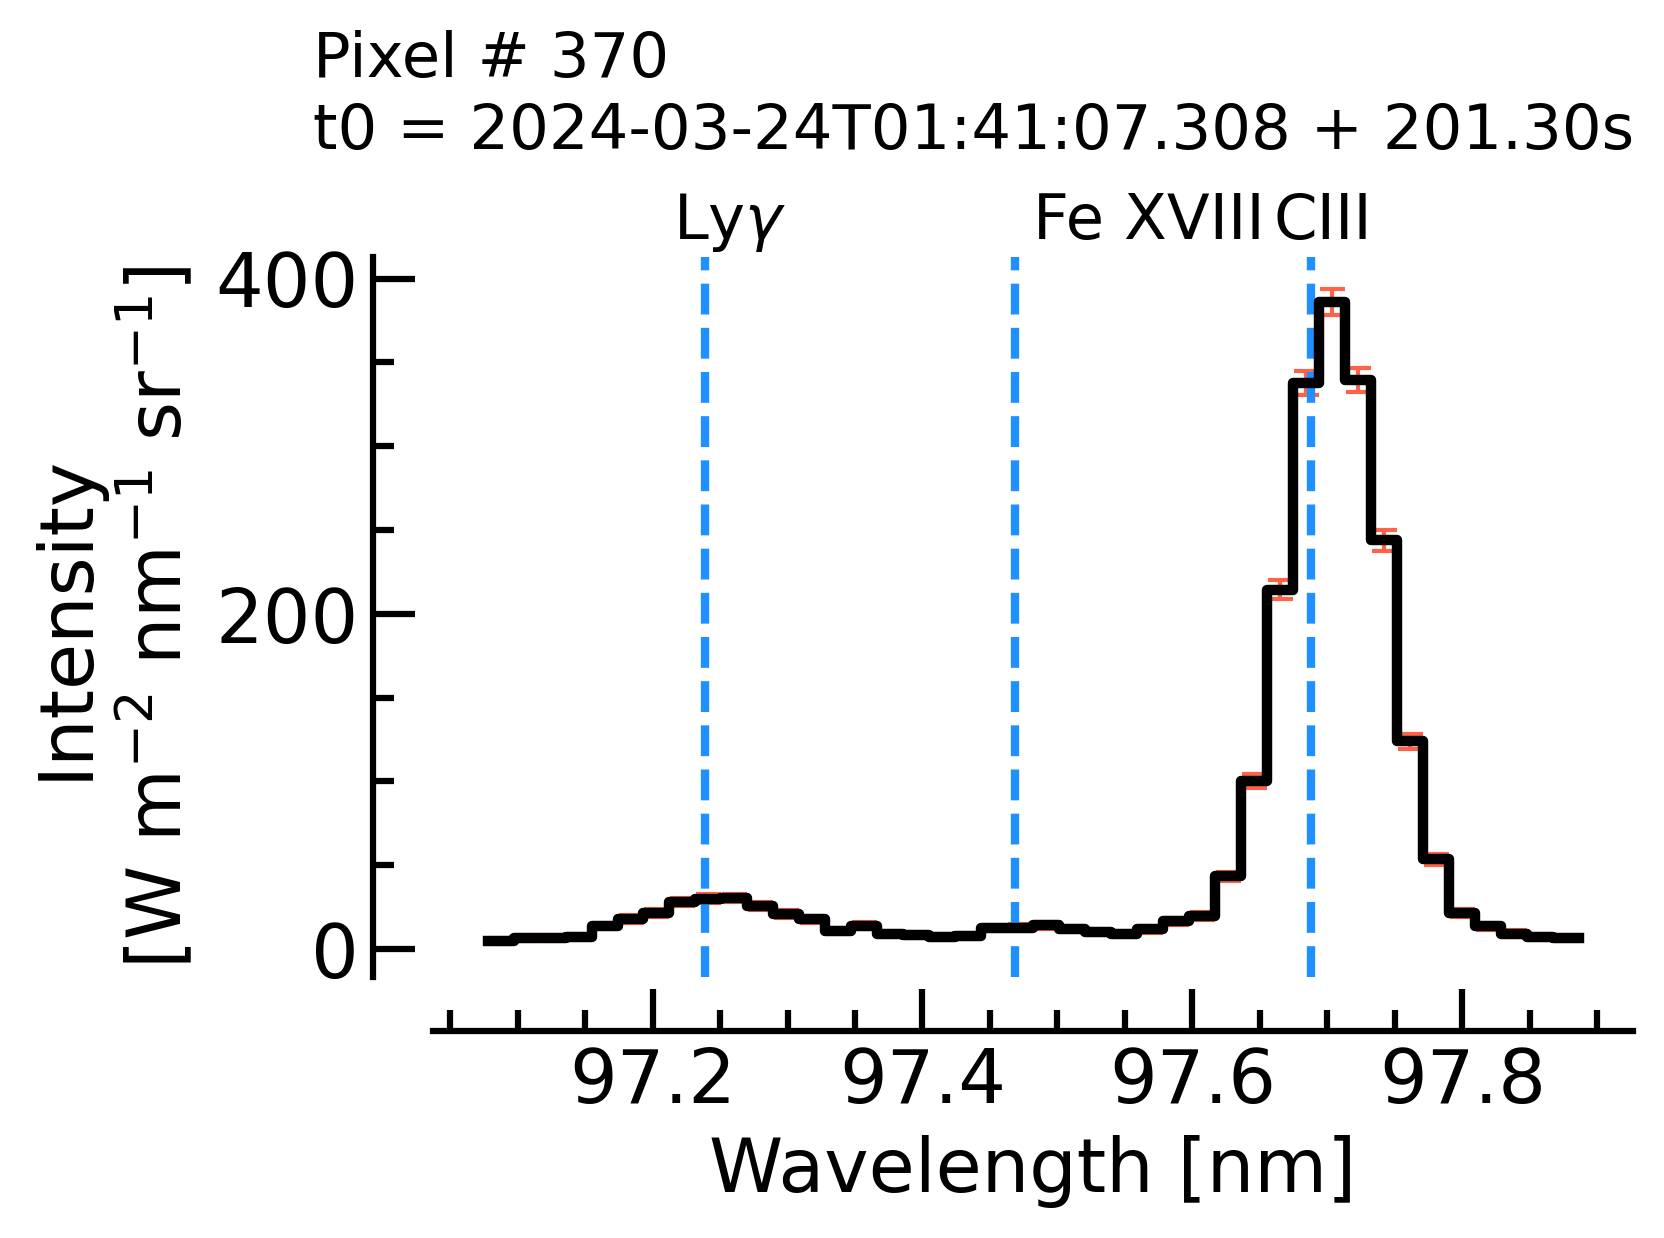 Pixel # 370
t0 = 2024-03-24T01:41:07.308 + 201.30s
Lyγ Fe XVIII CIII
Intensity
[W m⁻² nm⁻¹ sr⁻¹]
400
200
0
97.2 97.4 97.6 97.8
Wavelength [nm]